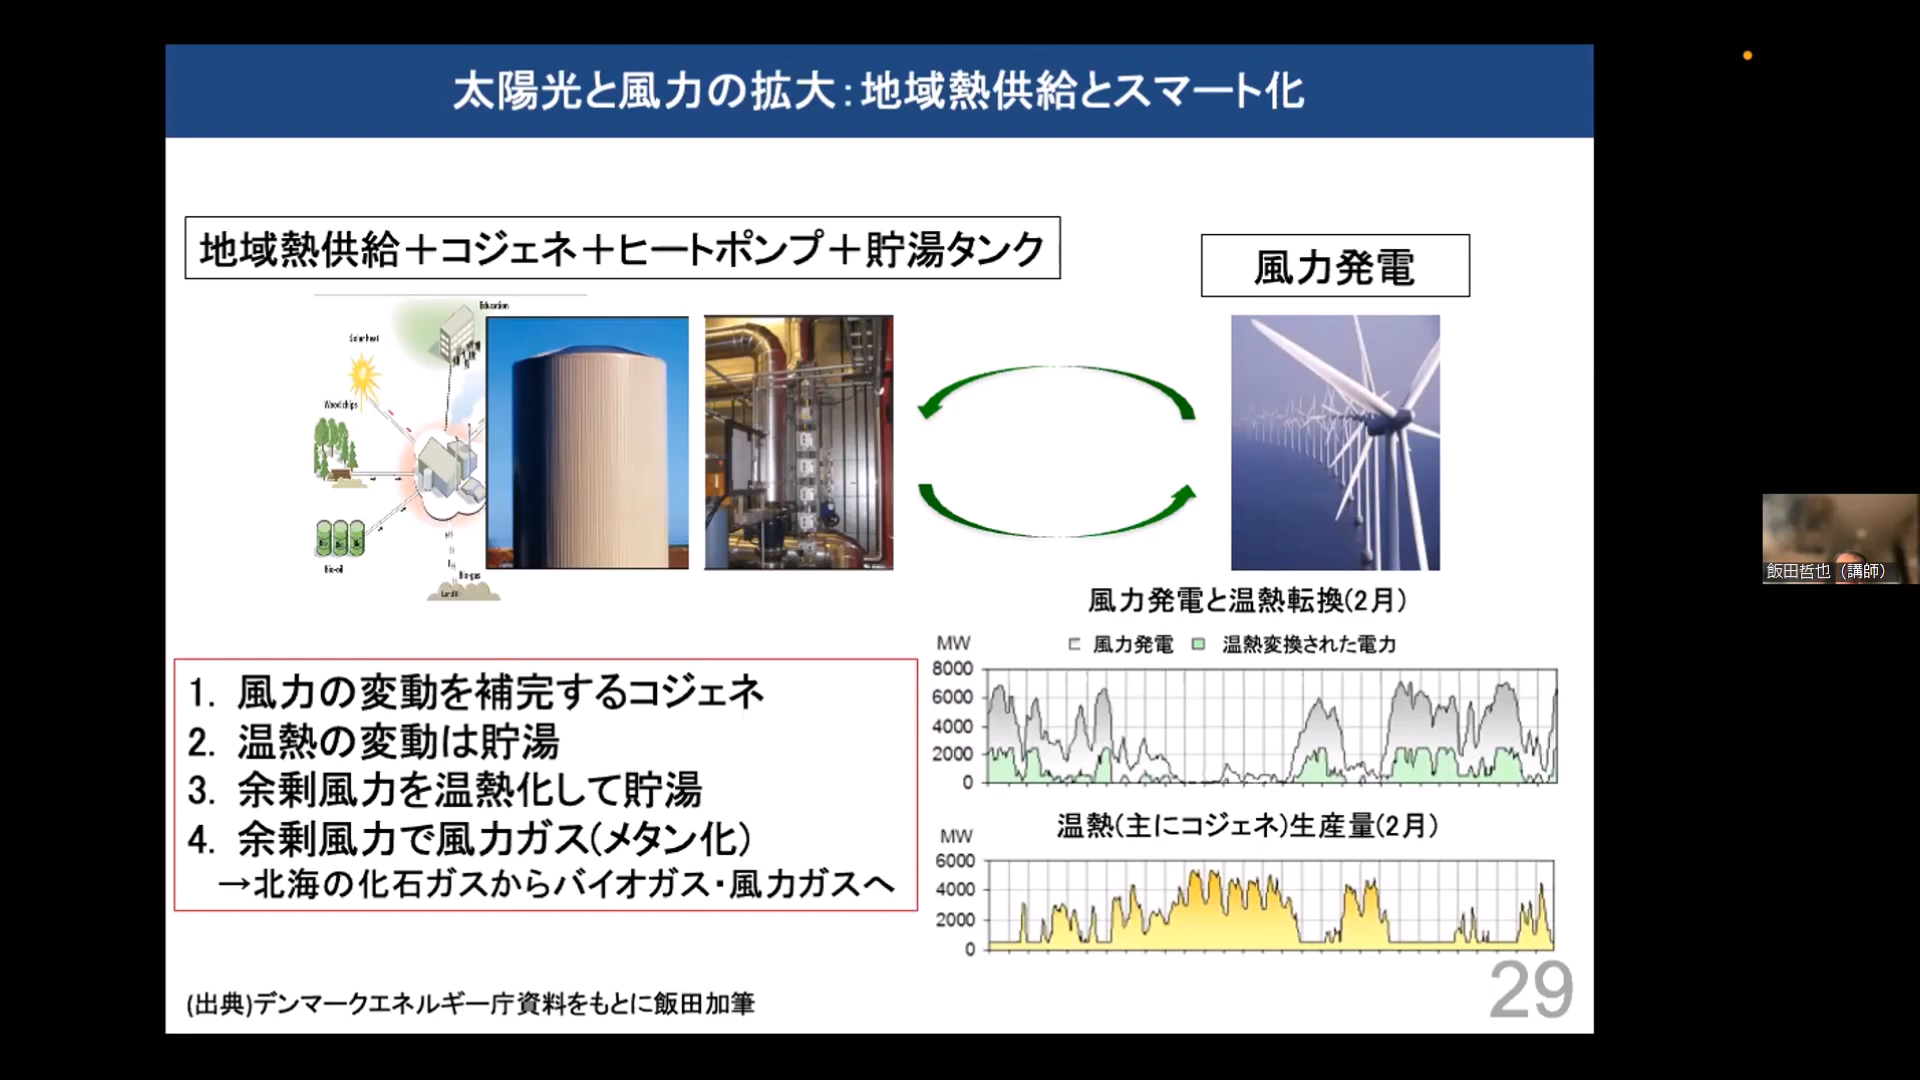 太陽光と風力の拡大：地域熱供給とスマート化
地域熱供給＋コジェネ＋ヒートポンプ＋貯湯タンク
風力発電
Education
Solar heat
Wood chips
Bio-oil
Bio-gas
Landfill
風力発電と温熱転換(2月)
MW
風力発電
温熱変換された電力
8000
6000
4000
2000
0
温熱(主にコジェネ)生産量(2月)
MW
6000
4000
2000
0
1. 風力の変動を補完するコジェネ
2. 温熱の変動は貯湯
3. 余剰風力を温熱化して貯湯
4. 余剰風力で風力ガス(メタン化)
→北海の化石ガスからバイオガス・風力ガスへ
(出典)デンマークエネルギー庁資料をもとに飯田加筆
29
飯田哲也（講師）